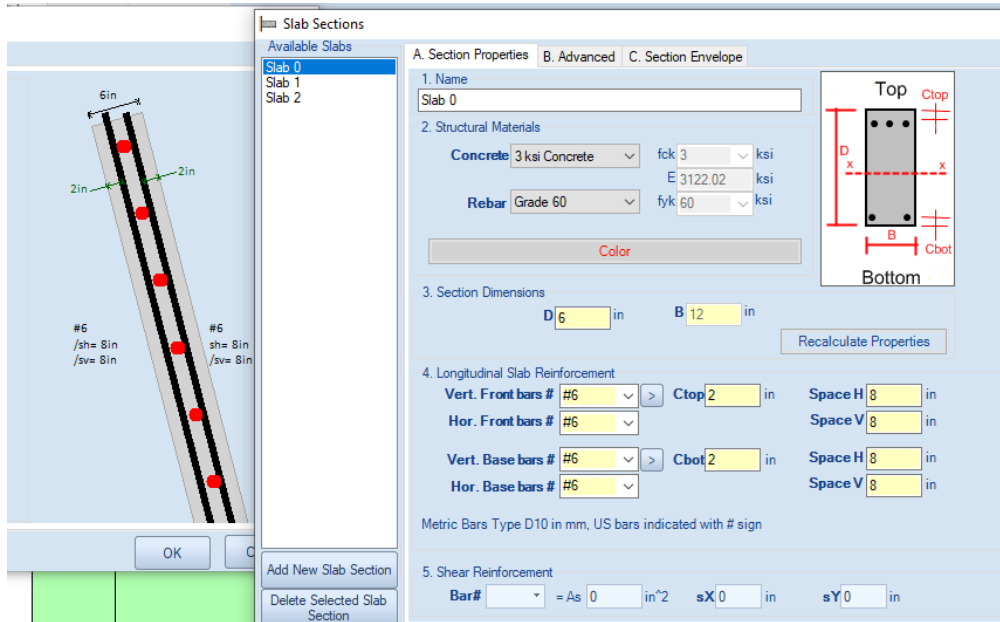 Slab Sections
Available Slabs
Slab 0
Slab 1
Slab 2
A. Section Properties B. Advanced C. Section Envelope
1. Name
Slab 0
2. Structural Materials
Concrete 3 ksi Concrete fck 3 ksi
E 3122.02 ksi
Rebar Grade 60 fyk 60 ksi
Color
Top
Ctop
D
x x
B
Cbot
Bottom
3. Section Dimensions
D 6 in B 12 in
Recalculate Properties
4. Longitudinal Slab Reinforcement
Vert. Front bars # #6 > Ctop 2 in Space H 8 in
Hor. Front bars # #6 Space V 8 in
Vert. Base bars # #6 > Cbot 2 in Space H 8 in
Hor. Base bars # #6 Space V 8 in
Metric Bars Type D10 in mm, US bars indicated with # sign
5. Shear Reinforcement
Bar# = As 0 in^2 sX 0 in sY 0 in
Add New Slab Section
Delete Selected Slab
Section
6in
2in
2in
#6
/sh= 8in
/sv= 8in
#6
sh= 8in
/sv= 8in
OK